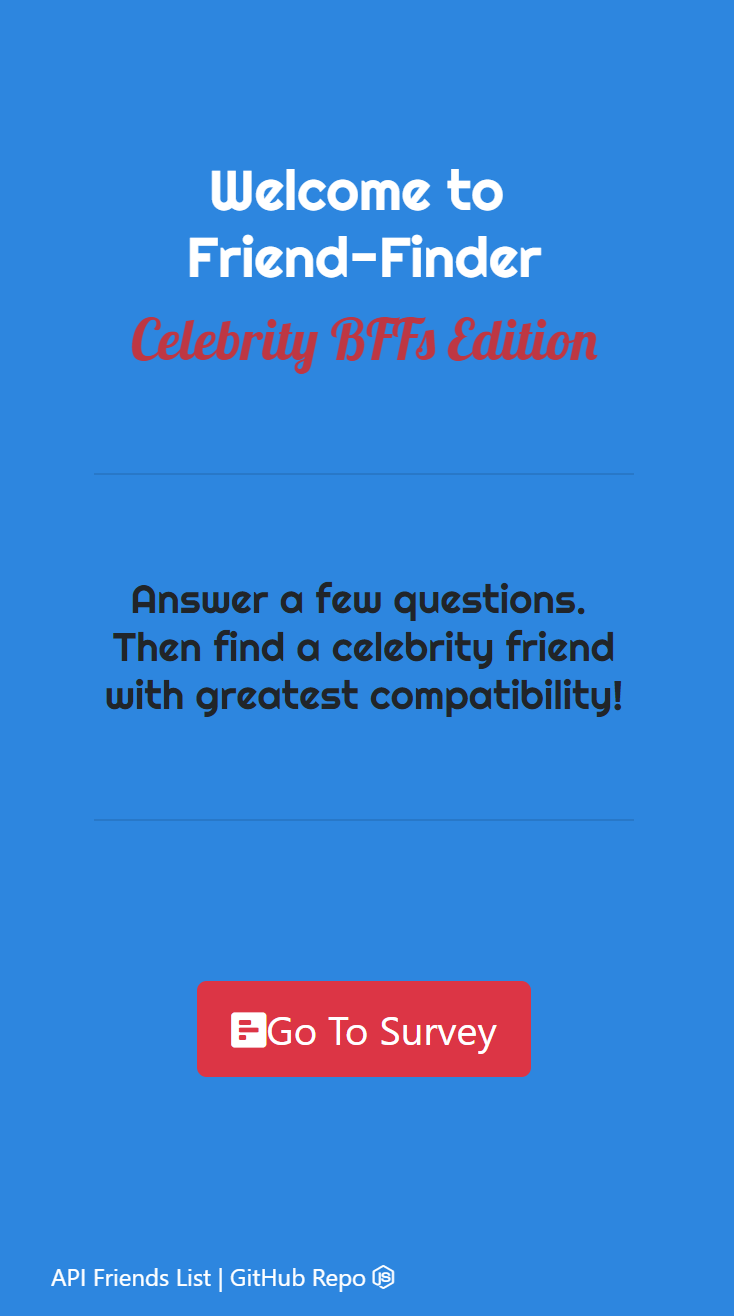 Welcome to
Friend-Finder
Celebrity BFFs Edition
Answer a few questions.
Then find a celebrity friend
with greatest compatibility!
Go To Survey
API Friends List | GitHub Repo